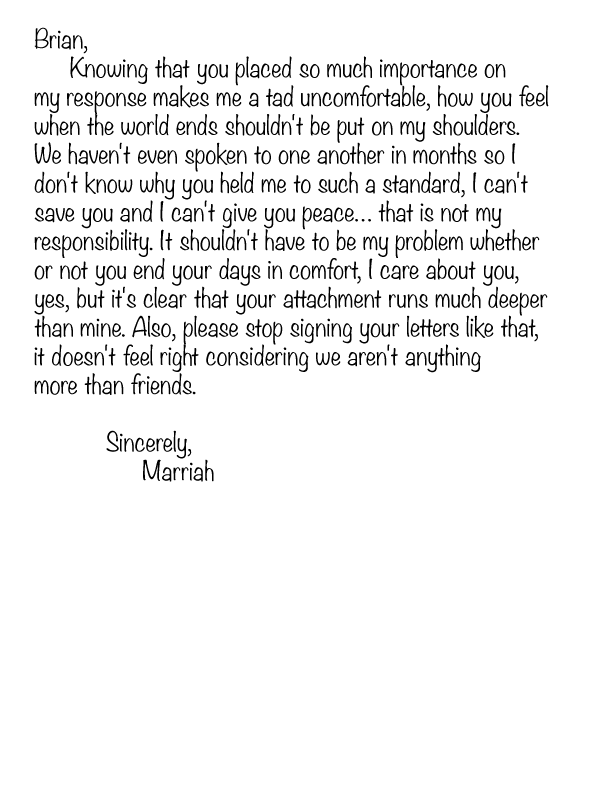 Brian,
Knowing that you placed so much importance on
my response makes me a tad uncomfortable, how you feel
when the world ends shouldn't be put on my shoulders.
We haven't even spoken to one another in months so I
don't know why you held me to such a standard, I can't
save you and I can't give you peace... that is not my
responsibility. It shouldn't have to be my problem whether
or not you end your days in comfort, I care about you,
yes, but it's clear that your attachment runs much deeper
than mine. Also, please stop signing your letters like that,
it doesn't feel right considering we aren't anything
more than friends.
Sincerely,
Marriah